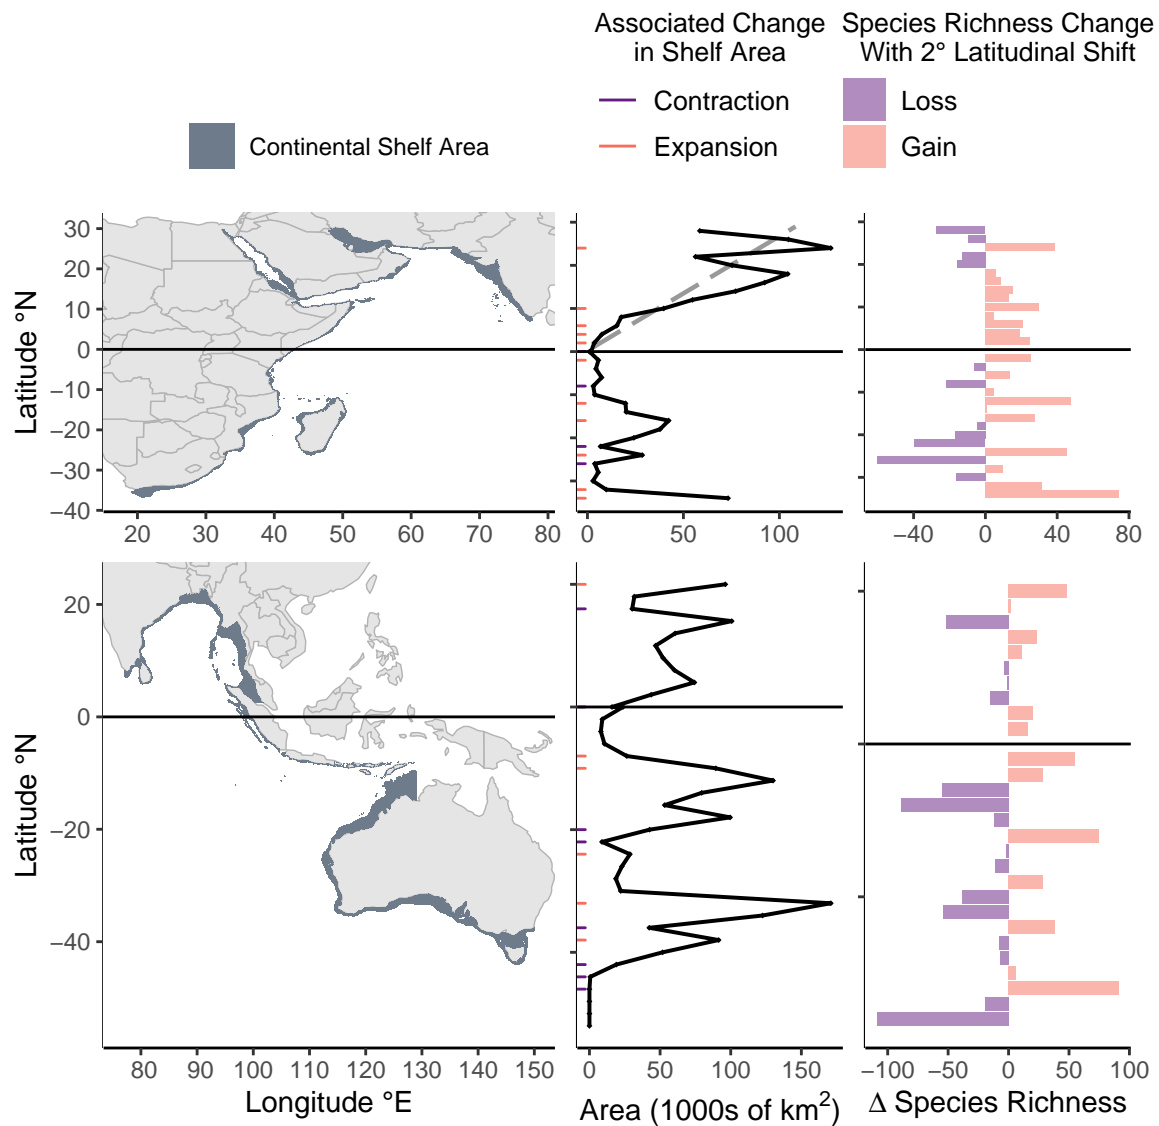 Associated Change
in Shelf Area
Species Richness Change
With 2° Latitudinal Shift
Contraction
Expansion
Loss
Gain
Continental Shelf Area
Latitude °N
30
20
10
0
−10
−20
−30
−40
20 30 40 50 60 70 80
0 50 100
−40 0 40 80
Latitude °N
20
0
−20
−40
80 90 100 110 120 130 140 150
0 50 100 150
−100 −50 0 50 100
Longitude °E
Area (1000s of km²)
Δ Species Richness